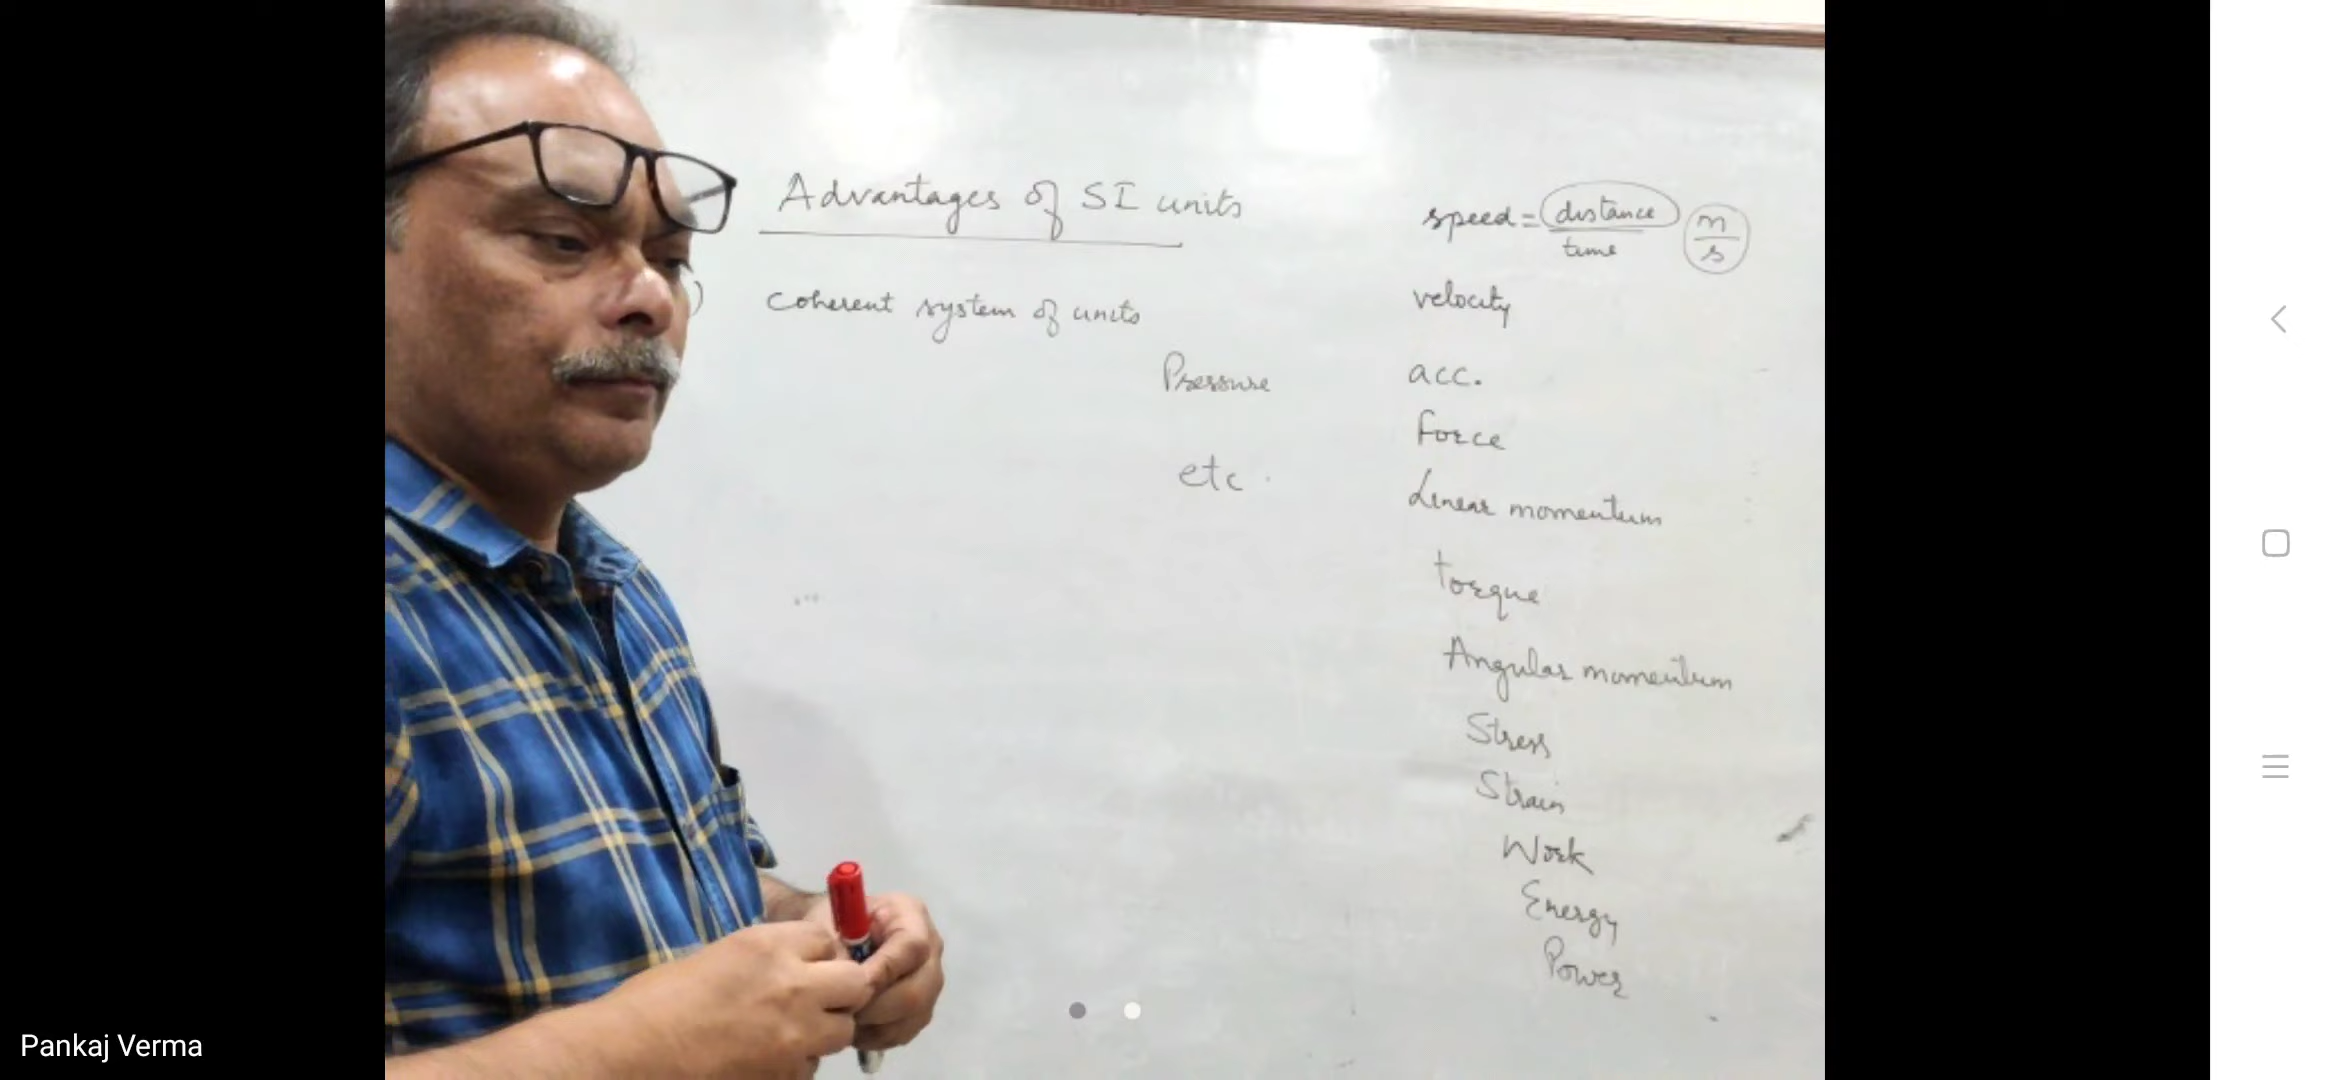 Advantages of SI units
) Coherent system of units
Pressure
etc.
speed = distance / time m/s
velocity
acc.
force
Linear momentum
torque
Angular momentum
Stress
Strain
Work
Energy
Power
Pankaj Verma